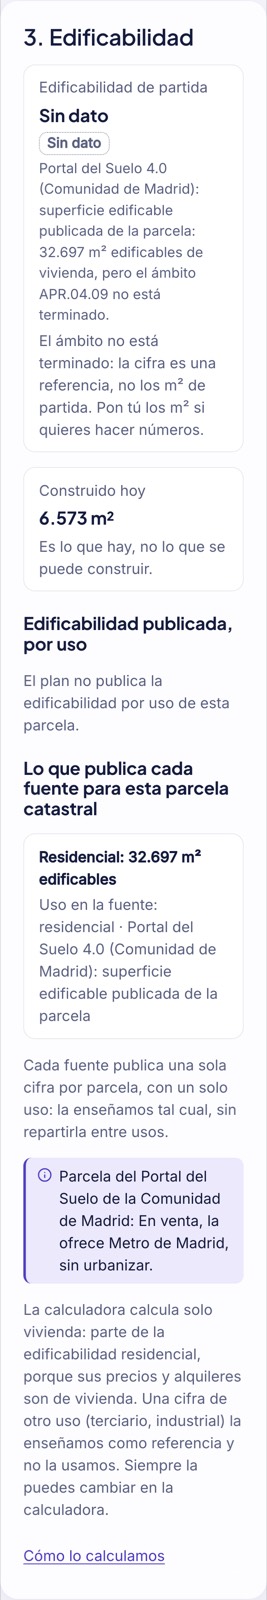 3. Edificabilidad
Edificabilidad de partida
Sin dato
Sin dato
Portal del Suelo 4.0
(Comunidad de Madrid):
superficie edificable
publicada de la parcela:
32.697 m² edificables de
vivienda, pero el ámbito
APR.04.09 no está
terminado.
El ámbito no está
terminado: la cifra es una
referencia, no los m² de
partida. Pon tú los m² si
quieres hacer números.
Construido hoy
6.573 m²
Es lo que hay, no lo que se
puede construir.
Edificabilidad publicada,
por uso
El plan no publica la
edificabilidad por uso de esta
parcela.
Lo que publica cada
fuente para esta parcela
catastral
Residencial: 32.697 m²
edificables
Uso en la fuente:
residencial · Portal del
Suelo 4.0 (Comunidad de
Madrid): superficie
edificable publicada de la
parcela
Cada fuente publica una sola
cifra por parcela, con un solo
uso: la enseñamos tal cual, sin
repartirla entre usos.
Parcela del Portal del
Suelo de la Comunidad
de Madrid: En venta, la
ofrece Metro de Madrid,
sin urbanizar.
La calculadora calcula solo
vivienda: parte de la
edificabilidad residencial,
porque sus precios y alquileres
son de vivienda. Una cifra de
otro uso (terciario, industrial) la
enseñamos como referencia y
no la usamos. Siempre la
puedes cambiar en la
calculadora.
Cómo lo calculamos